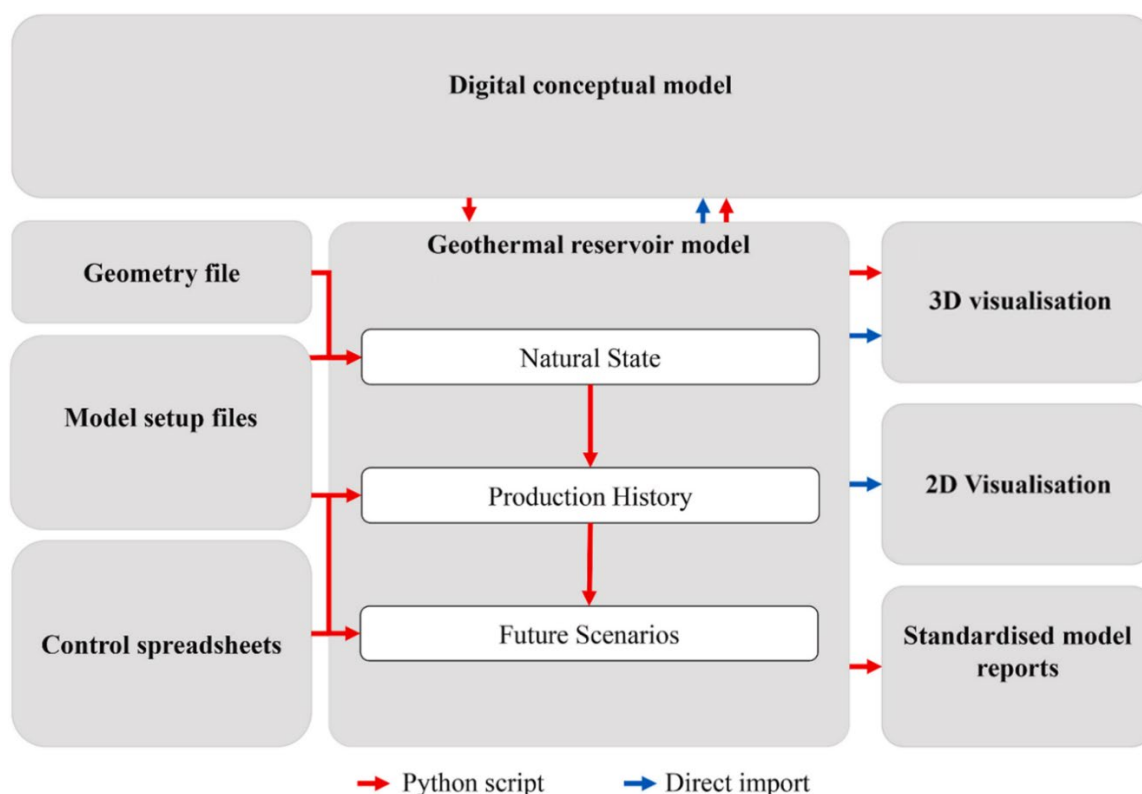 Digital conceptual model
Geothermal reservoir model
Geometry file
3D visualisation
Natural State
Model setup files
2D Visualisation
Production History
Control spreadsheets
Future Scenarios
Standardised model
reports
Python script
Direct import